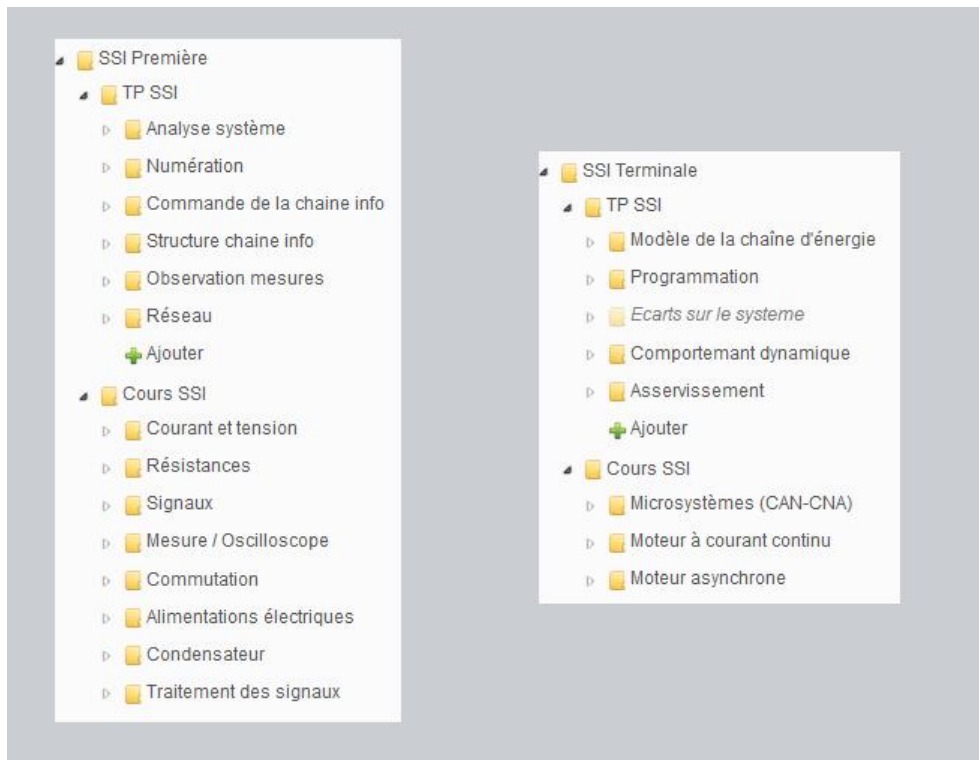 SSI Première
TP SSI
Analyse système
Numération
Commande de la chaine info
Structure chaine info
Observation mesures
Réseau
Ajouter
Cours SSI
Courant et tension
Résistances
Signaux
Mesure / Oscilloscope
Commutation
Alimentations électriques
Condensateur
Traitement des signaux
SSI Terminale
TP SSI
Modèle de la chaîne d'énergie
Programmation
Ecarts sur le systeme
Comportemant dynamique
Asservissement
Ajouter
Cours SSI
Microsystèmes (CAN-CNA)
Moteur à courant continu
Moteur asynchrone